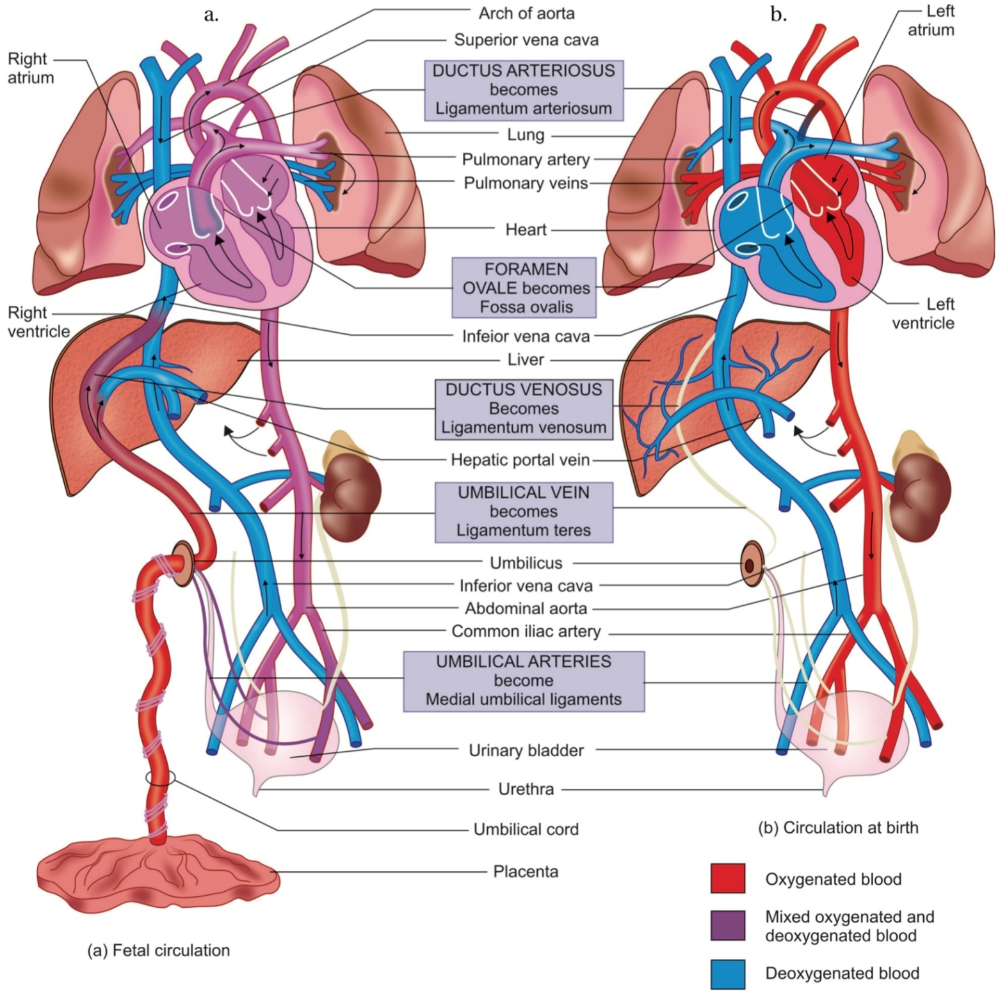 a.
b.
Arch of aorta
Left
atrium
Superior vena cava
Right
atrium
DUCTUS ARTERIOSUS
becomes
Ligamentum arteriosum
Lung
Pulmonary artery
Pulmonary veins
Heart
FORAMEN
OVALE becomes
Fossa ovalis
Right
ventricle
Left
ventricle
Infeior vena cava
Liver
DUCTUS VENOSUS
Becomes
Ligamentum venosum
Hepatic portal vein
UMBILICAL VEIN
becomes
Ligamentum teres
Umbilicus
Inferior vena cava
Abdominal aorta
Common iliac artery
UMBILICAL ARTERIES
become
Medial umbilical ligaments
Urinary bladder
Urethra
Umbilical cord
(b) Circulation at birth
Placenta
Oxygenated blood
Mixed oxygenated and
deoxygenated blood
(a) Fetal circulation
Deoxygenated blood